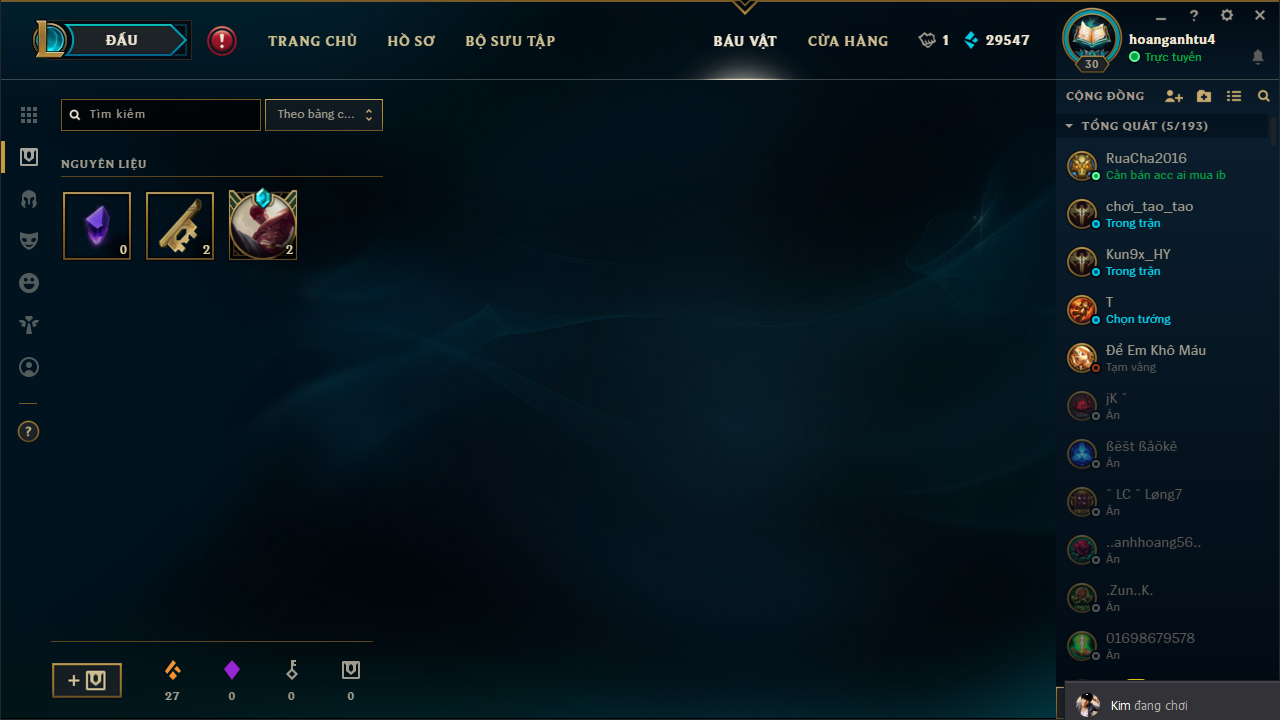 ĐẤU
TRANG CHỦ
HỒ SƠ
BỘ SƯU TẬP
BÁU VẬT
CỬA HÀNG
1
29547
30
hoanganhtu4
Trực tuyến
Tìm kiếm
Theo bảng c...
NGUYÊN LIỆU
0
2
2
27
0
0
0
CỘNG ĐỒNG
TỔNG QUÁT (5/193)
RuaCha2016
Cần bán acc ai mua ib
chơi_tao_tao
Trong trận
Kun9x_HY
Trong trận
T
Chọn tướng
Để Em Khô Máu
Tạm vắng
jK ˇ
Ẩn
ßëšt ßåökê
Ẩn
ˆ LC ˆ Løng7
Ẩn
..anhhoang56..
Ẩn
.Zun..K.
Ẩn
01698679578
Ẩn
Kim đang chơi